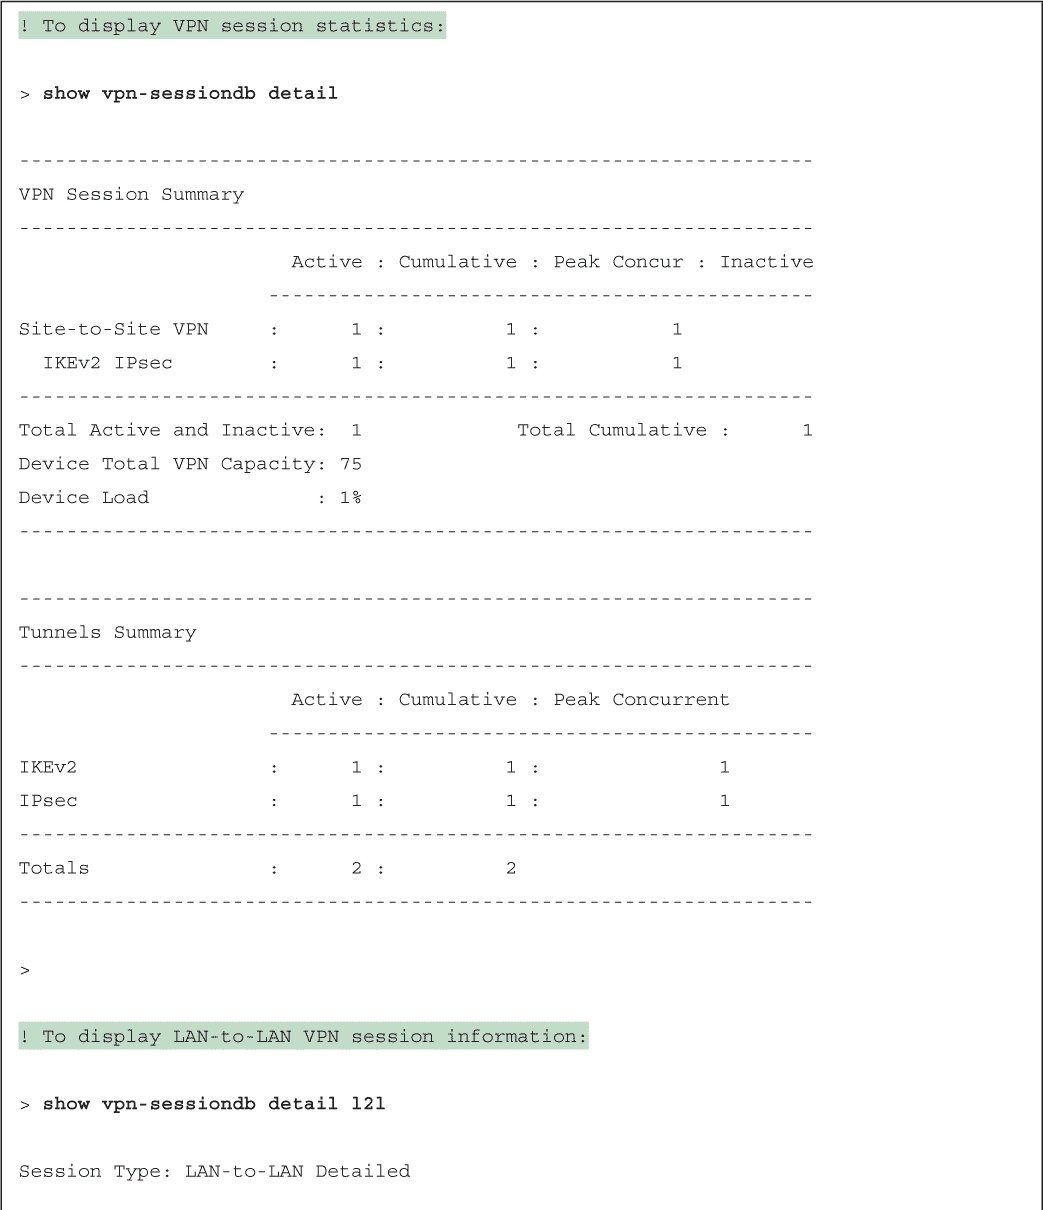 ! To display VPN session statistics:
> show vpn-sessiondb detail
-------------------------------------------------------------------
VPN Session Summary
-------------------------------------------------------------------
                       Active : Cumulative : Peak Concur : Inactive
                     ----------------------------------------------
Site-to-Site VPN     :      1 :          1 :           1
  IKEv2 IPsec        :      1 :          1 :           1
-------------------------------------------------------------------
Total Active and Inactive:  1             Total Cumulative :      1
Device Total VPN Capacity: 75
Device Load              : 1%
-------------------------------------------------------------------
-------------------------------------------------------------------
Tunnels Summary
-------------------------------------------------------------------
                       Active : Cumulative : Peak Concurrent
                     ----------------------------------------------
IKEv2                :      1 :          1 :               1
IPsec                :      1 :          1 :               1
-------------------------------------------------------------------
Totals               :      2 :          2
-------------------------------------------------------------------
>
! To display LAN-to-LAN VPN session information:
> show vpn-sessiondb detail l2l
Session Type: LAN-to-LAN Detailed